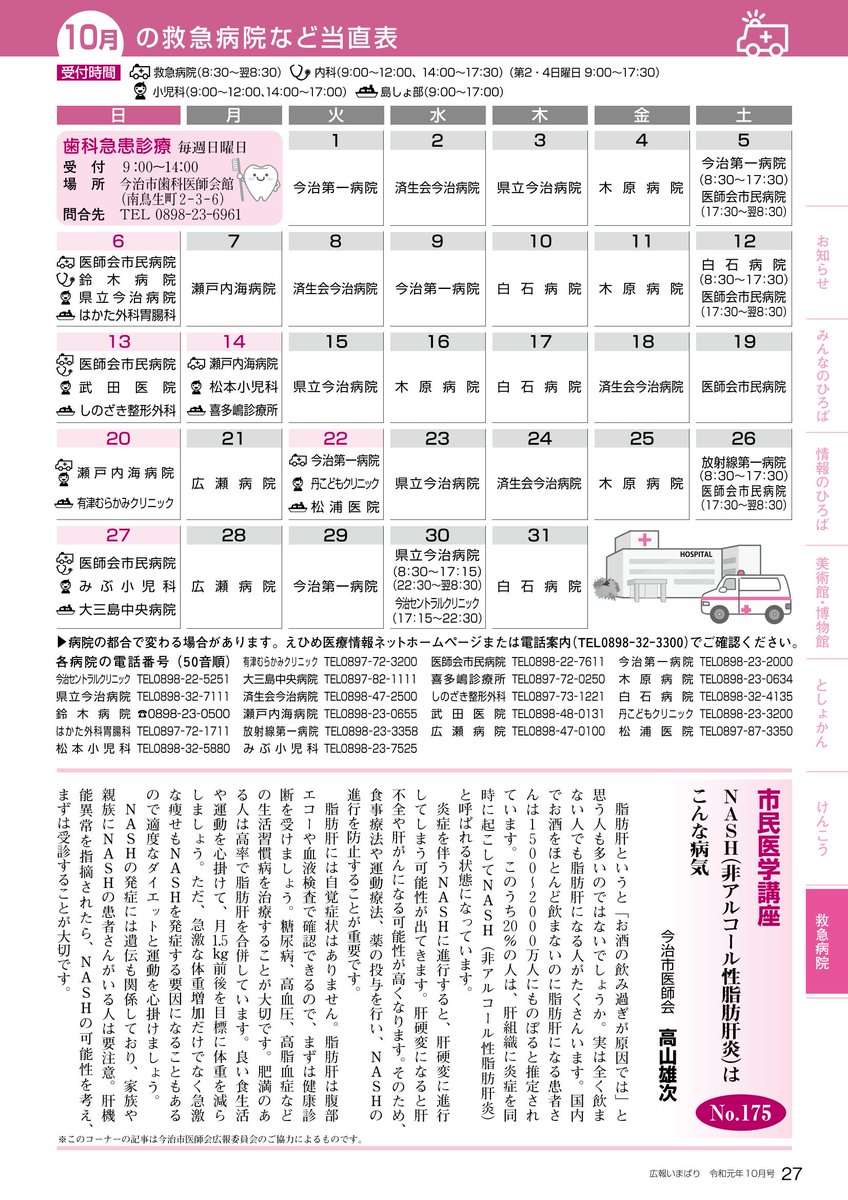 10月 の救急病院など当直表
受付時間 救急病院(8:30～翌8:30) 内科(9:00～12:00、14:00～17:30)(第2・4日曜日 9:00～17:30)
小児科(9:00～12:00、14:00～17:00) 島しょ部(9:00～17:00)
日 月 火 水 木 金 土
歯科急患診療 毎週日曜日
受 付 9:00～14:00
場 所 今治市歯科医師会館
(南鳥生町2-3-6)
問合先 TEL 0898-23-6961
1
今治第一病院
2
済生会今治病院
3
県立今治病院
4
木原病院
5
今治第一病院
(8:30～17:30)
医師会市民病院
(17:30～翌8:30)
6
医師会市民病院
鈴木病院
県立今治病院
はかた外科胃腸科
7
瀬戸内海病院
8
済生会今治病院
9
今治第一病院
10
白石病院
11
木原病院
12
白石病院
(8:30～17:30)
医師会市民病院
(17:30～翌8:30)
13
医師会市民病院
武田医院
しのざき整形外科
14
瀬戸内海病院
松本小児科
喜多嶋診療所
15
県立今治病院
16
木原病院
17
白石病院
18
済生会今治病院
19
医師会市民病院
20
瀬戸内海病院
有津むらかみクリニック
21
広瀬病院
22
今治第一病院
丹こどもクリニック
松浦医院
23
県立今治病院
24
済生会今治病院
25
木原病院
26
放射線第一病院
(8:30～17:30)
医師会市民病院
(17:30～翌8:30)
27
医師会市民病院
みぶ小児科
大三島中央病院
28
広瀬病院
29
今治第一病院
30
県立今治病院
(8:30～17:15)
(22:30～翌8:30)
今治セントラルクリニック
(17:15～22:30)
31
白石病院
HOSPITAL
▶病院の都合で変わる場合があります。えひめ医療情報ネットホームページまたは電話案内(TEL0898-32-3300)でご確認ください。
各病院の電話番号(50音順) 有津むらかみクリニック TEL0897-72-3200 医師会市民病院 TEL0898-22-7611 今治第一病院 TEL0898-23-2000
今治セントラルクリニック TEL0898-22-5251 大三島中央病院 TEL0897-82-1111 喜多嶋診療所 TEL0897-72-0250 木原病院 TEL0898-23-0634
県立今治病院 TEL0898-32-7111 済生会今治病院 TEL0898-47-2500 しのざき整形外科 TEL0897-73-1221 白石病院 TEL0898-32-4135
鈴木病院 ☎0898-23-0500 瀬戸内海病院 TEL0898-23-0655 武田医院 TEL0898-48-0131 丹こどもクリニック TEL0898-23-3200
はかた外科胃腸科 TEL0897-72-1711 放射線第一病院 TEL0898-23-3358 広瀬病院 TEL0898-47-0100 松浦医院 TEL0897-87-3350
松本小児科 TEL0898-32-5880 みぶ小児科 TEL0898-23-7525
市民医学講座
NASH(非アルコール性脂肪肝炎)は
こんな病気
No.175
今治市医師会 高山雄次
脂肪肝というと「お酒の飲み過ぎが原因では」と
思う人も多いのではないでしょうか。実は全く飲ま
ない人でも脂肪肝になる人がたくさんいます。国内
でお酒をほとんど飲まないのに脂肪肝になる患者さ
んは1500～2000万人にものぼると推定され
ています。このうち20％の人は、肝組織に炎症を同
時に起こしてNASH(非アルコール性脂肪肝炎)
と呼ばれる状態になっています。
炎症を伴うNASHに進行すると、肝硬変に進行
してしまう可能性が出てきます。肝硬変になると肝
不全や肝がんになる可能性が高くなります。そのため、
食事療法や運動療法、薬の投与を行い、NASHの
進行を防止することが重要です。
脂肪肝には自覚症状はありません。脂肪肝は腹部
エコーや血液検査で確認できるので、まずは健康診
断を受けましょう。糖尿病、高血圧、高脂血症など
の生活習慣病を治療することが大切です。肥満のあ
る人は高率で脂肪肝を合併しています。良い食生活
や運動を心掛けて、月1.5kg前後を目標に体重を減ら
しましょう。ただ、急激な体重増加だけでなく急激
な痩せもNASHを発症する要因になることもある
ので適度なダイエットと運動を心掛けましょう。
NASHの発症には遺伝も関係しており、家族や
親族にNASHの患者さんがいる人は要注意。肝機
能異常を指摘されたら、NASHの可能性を考え、
まずは受診することが大切です。
※このコーナーの記事は今治市医師会広報委員会のご協力によるものです。
お知らせ
みんなのひろば
情報のひろば
美術館・博物館
としょかん
けんこう
救急病院
広報いまばり 令和元年10月号 27